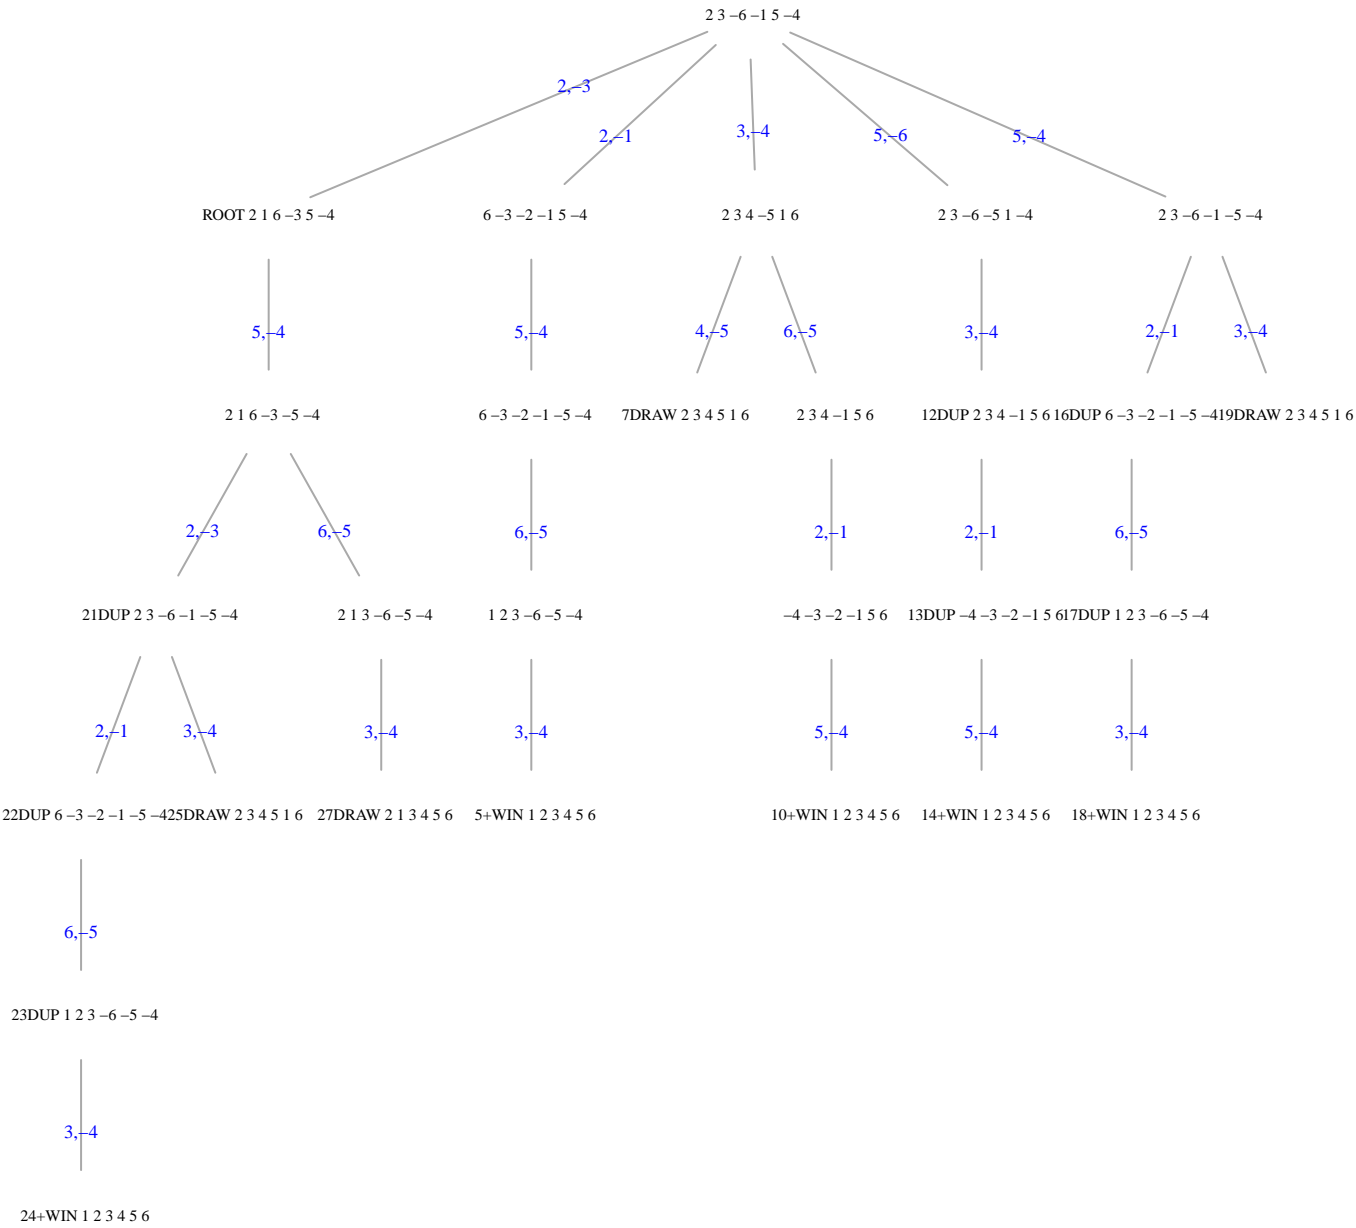 2 3 −6 −1 5 −4
2,−3
2,−1
3,−4
5,−6
5,−4
ROOT 2 1 6 −3 5 −4
6 −3 −2 −1 5 −4
2 3 4 −5 1 6
2 3 −6 −5 1 −4
2 3 −6 −1 −5 −4
5,−4
5,−4
4,−5
6,−5
3,−4
2,−1
3,−4
2 1 6 −3 −5 −4
6 −3 −2 −1 −5 −4
7DRAW 2 3 4 5 1 6
2 3 4 −1 5 6
12DUP 2 3 4 −1 5 6
16DUP 6 −3 −2 −1 −5 −4
19DRAW 2 3 4 5 1 6
2,−3
6,−5
6,−5
2,−1
2,−1
6,−5
21DUP 2 3 −6 −1 −5 −4
2 1 3 −6 −5 −4
1 2 3 −6 −5 −4
−4 −3 −2 −1 5 6
13DUP −4 −3 −2 −1 5 6
17DUP 1 2 3 −6 −5 −4
2,−1
3,−4
3,−4
3,−4
5,−4
5,−4
3,−4
22DUP 6 −3 −2 −1 −5 −4
25DRAW 2 3 4 5 1 6
27DRAW 2 1 3 4 5 6
5+WIN 1 2 3 4 5 6
10+WIN 1 2 3 4 5 6
14+WIN 1 2 3 4 5 6
18+WIN 1 2 3 4 5 6
6,−5
23DUP 1 2 3 −6 −5 −4
3,−4
24+WIN 1 2 3 4 5 6